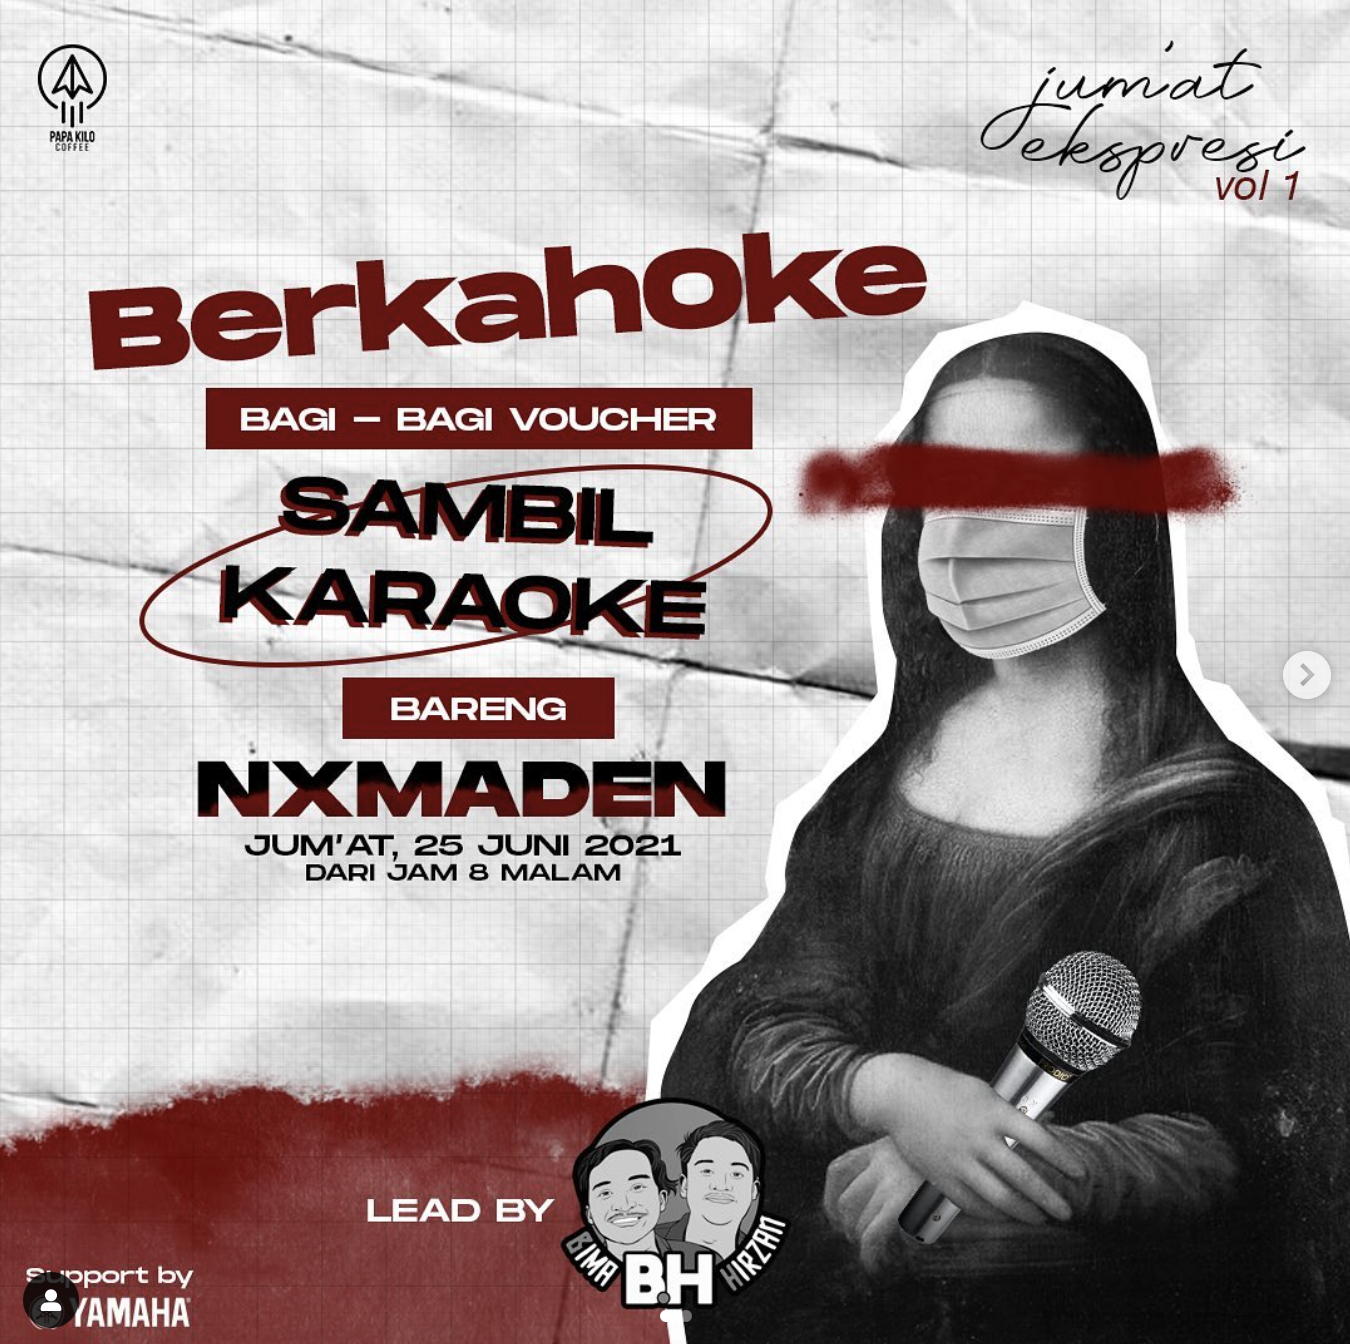 PAPA KILO
COFFEE
jum'at
ekspresi
vol 1
Berkahoke
BAGI – BAGI VOUCHER
SAMBIL
KARAOKE
BARENG
NXMADEN
JUM'AT, 25 JUNI 2021
DARI JAM 8 MALAM
LEAD BY
BIMA
B.H
HIRZAN
Support by
YAMAHA